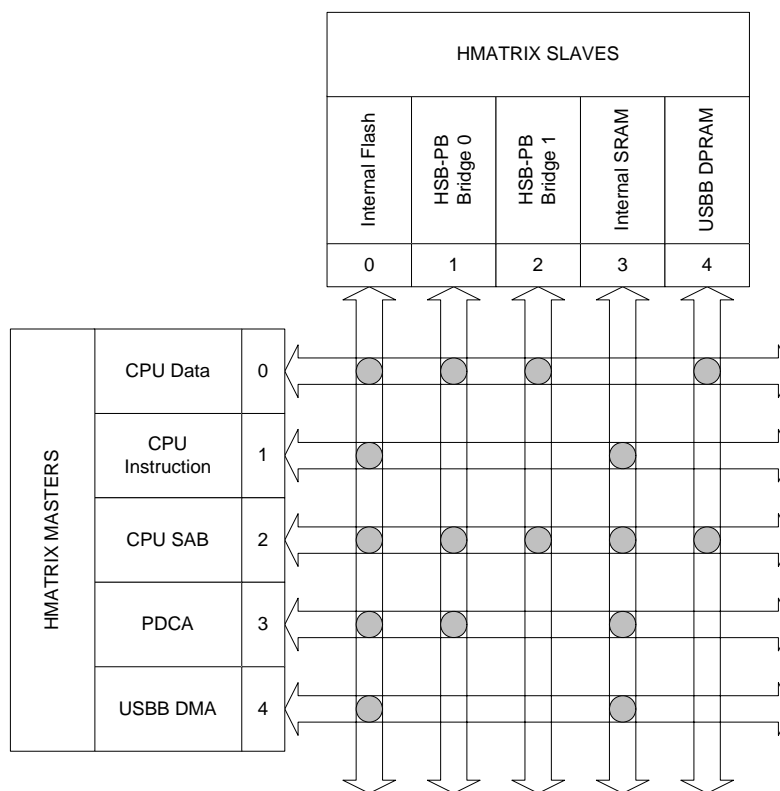 HMATRIX SLAVES
Internal Flash
HSB-PB
Bridge 0
HSB-PB
Bridge 1
Internal SRAM
USBB DPRAM
0
1
2
3
4
HMATRIX MASTERS
CPU Data
0
CPU
Instruction
1
CPU SAB
2
PDCA
3
USBB DMA
4